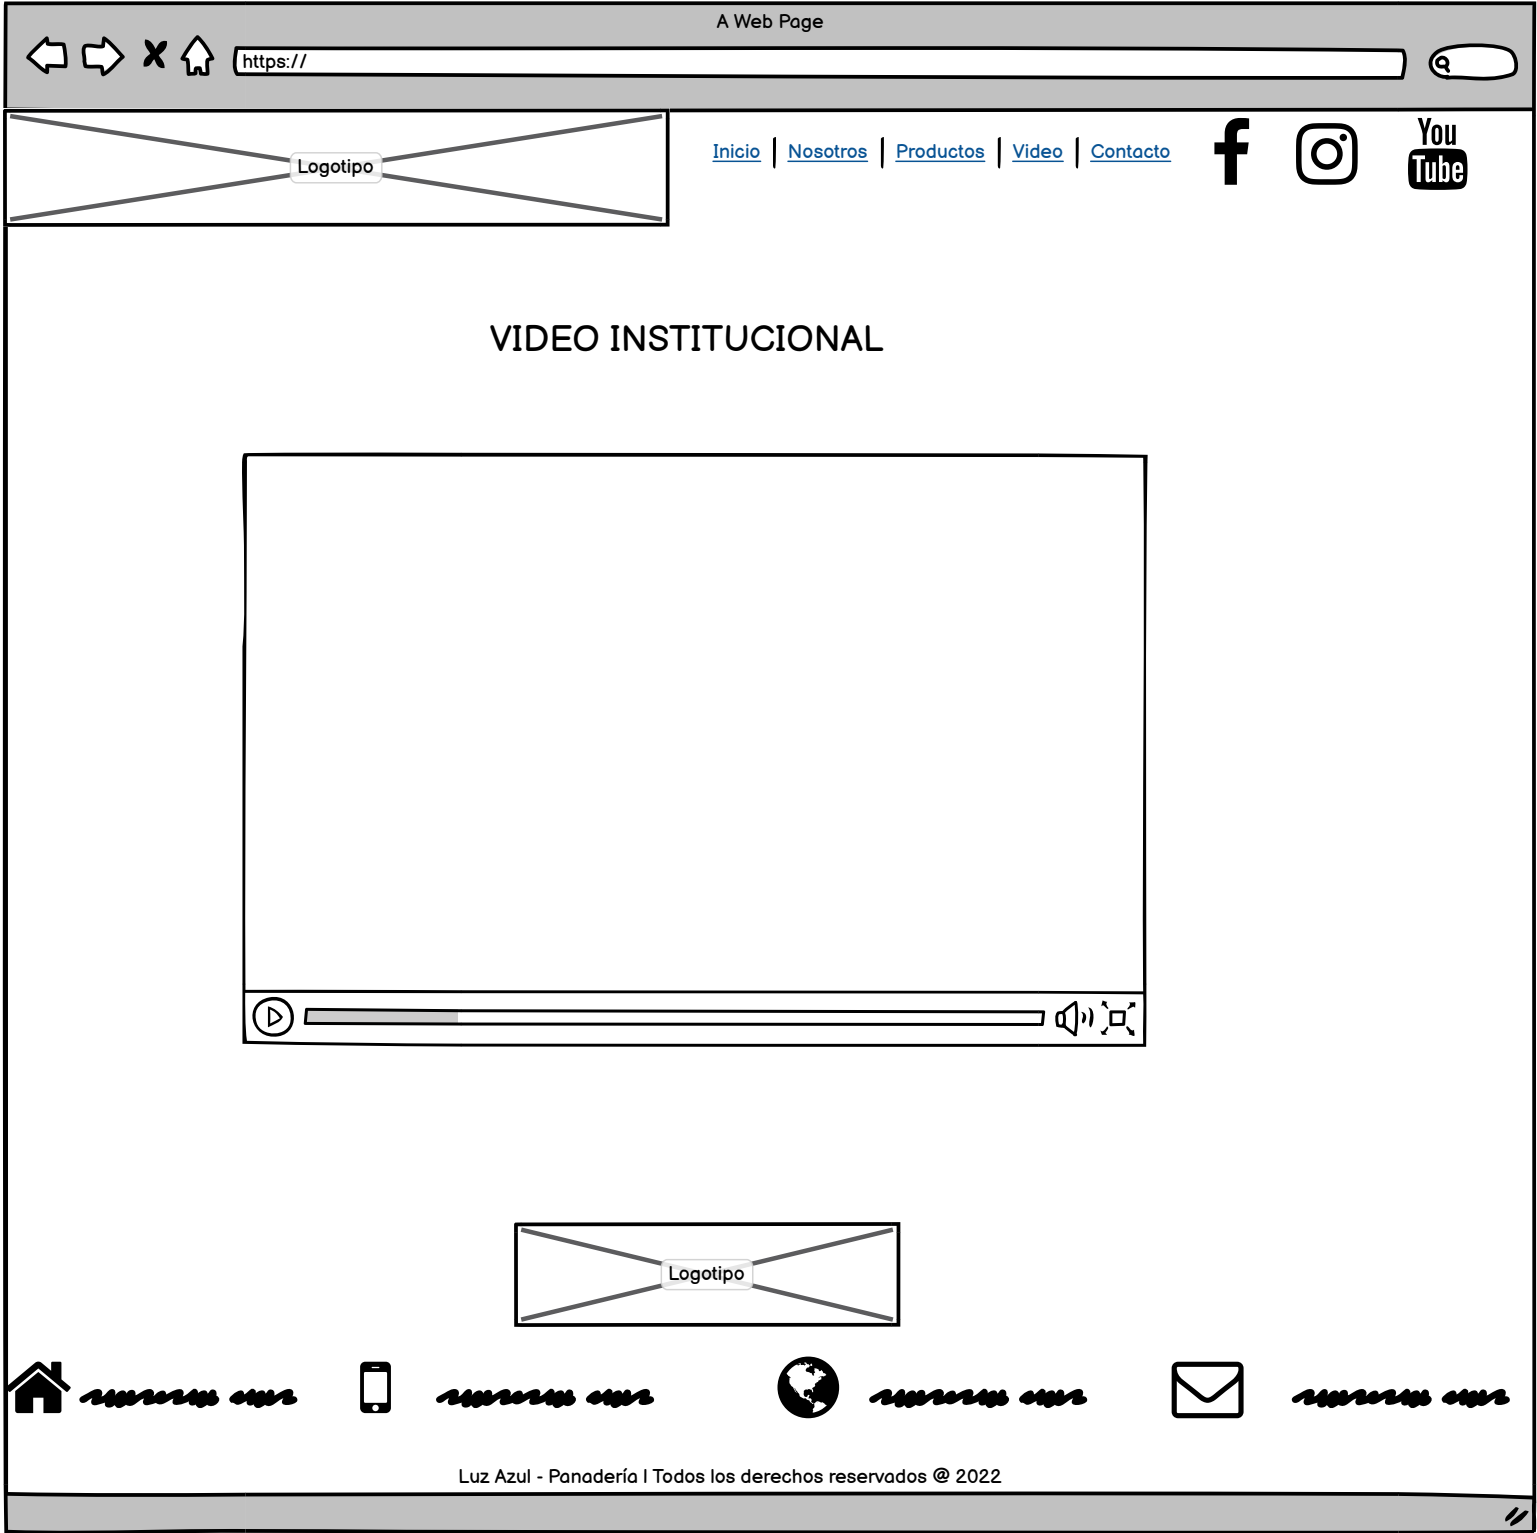 A Web Page
https://
Logotipo
Inicio | Nosotros | Productos | Video | Contacto
You
Tube
VIDEO INSTITUCIONAL
Logotipo
Luz Azul - Panadería | Todos los derechos reservados @ 2022